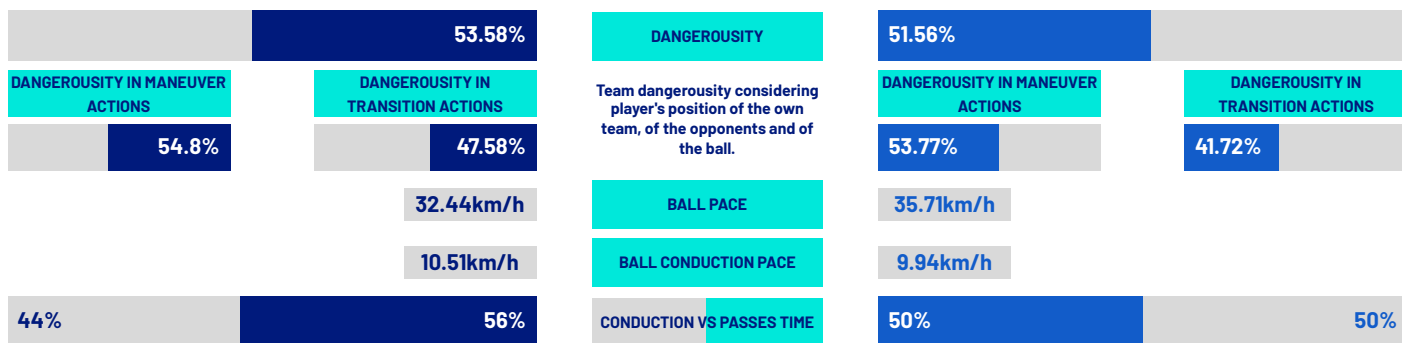 53.58%
DANGEROUSITY
51.56%
DANGEROUSITY IN MANEUVER
ACTIONS
DANGEROUSITY IN
TRANSITION ACTIONS
Team dangerousity considering
player's position of the own
team, of the opponents and of
the ball.
DANGEROUSITY IN MANEUVER
ACTIONS
DANGEROUSITY IN
TRANSITION ACTIONS
54.8%
47.58%
53.77%
41.72%
32.44km/h
BALL PACE
35.71km/h
10.51km/h
BALL CONDUCTION PACE
9.94km/h
44%
56%
CONDUCTION VS PASSES TIME
50%
50%